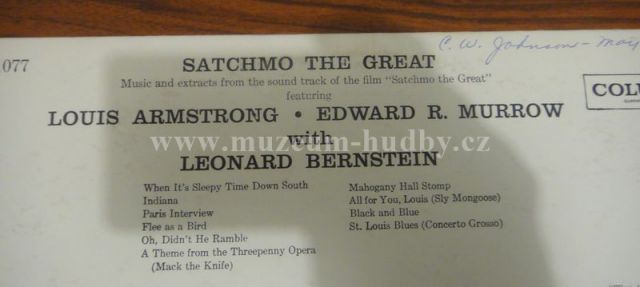 C. W. Johnson - May
1077
SATCHMO THE GREAT
Music and extracts from the sound track of the film "Satchmo the Great"
featuring
COLU
LOUIS ARMSTRONG • EDWARD R. MURROW
with
www.muzeum-hudby.cz
LEONARD BERNSTEIN
When It's Sleepy Time Down South
Indiana
Paris Interview
Flee as a Bird
Oh, Didn't He Ramble
A Theme from the Threepenny Opera
(Mack the Knife)
Mahogany Hall Stomp
All for You, Louis (Sly Mongoose)
Black and Blue
St. Louis Blues (Concerto Grosso)